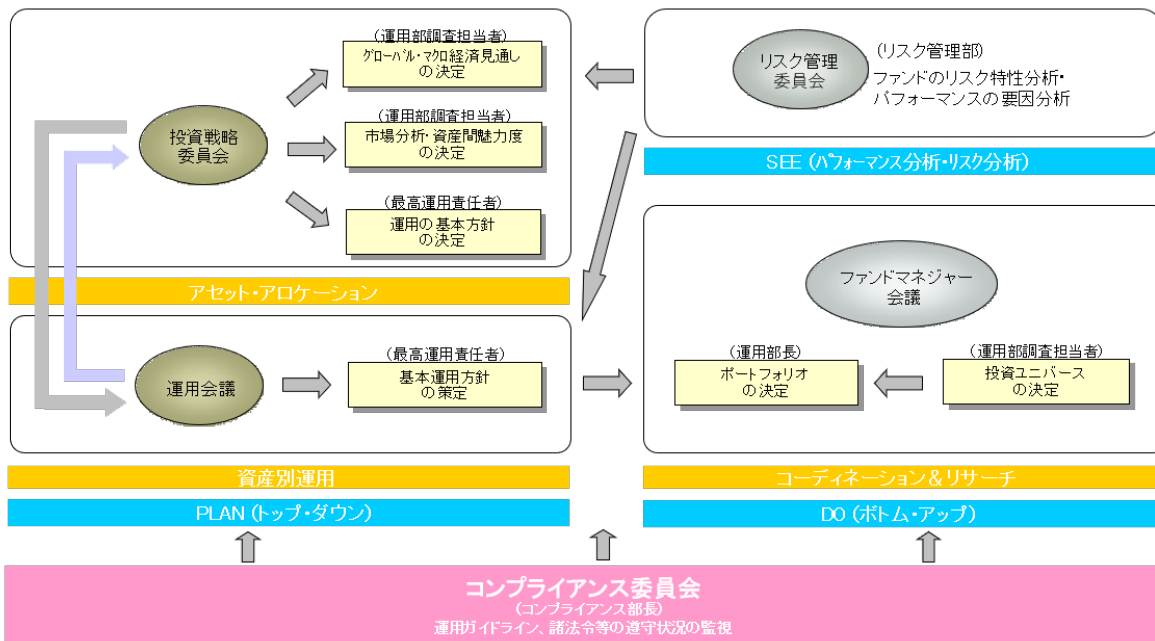 (運用部調査担当者)
グローバル・マクロ経済見通し
の決定
投資戦略
委員会
(運用部調査担当者)
市場分析・資産間魅力度
の決定
(最高運用責任者)
運用の基本方針
の決定
アセット・アロケーション
リスク管理
委員会
(リスク管理部)
ファンドのリスク特性分析・
パフォーマンスの要因分析
SEE (パフォーマンス分析・リスク分析)
運用会議
(最高運用責任者)
基本運用方針
の策定
資産別運用
PLAN (トップ・ダウン)
ファンドマネジャー
会議
(運用部長)
ポートフォリオ
の決定
(運用部調査担当者)
投資ユニバース
の決定
コーディネーション＆リサーチ
DO (ボトム・アップ)
コンプライアンス委員会
(コンプライアンス部長)
運用ガイドライン、諸法令等の遵守状況の監視